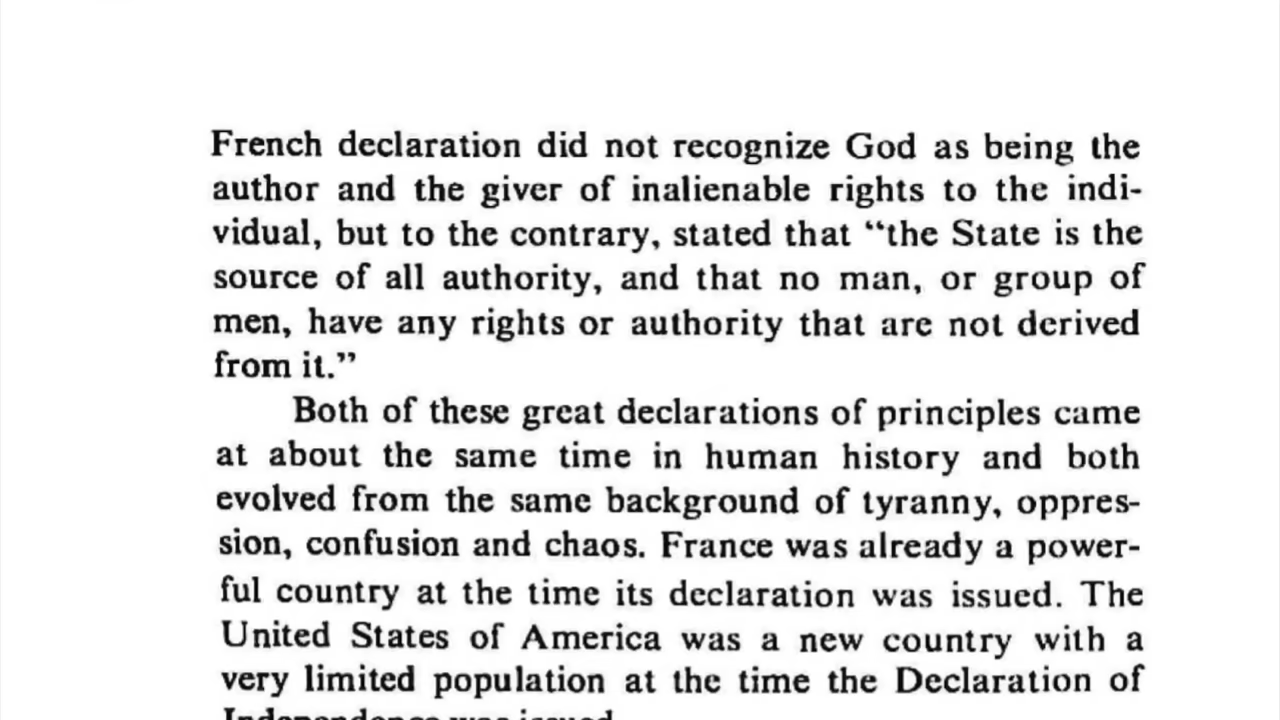 French declaration did not recognize God as being the
author and the giver of inalienable rights to the indi-
vidual, but to the contrary, stated that “the State is the
source of all authority, and that no man, or group of
men, have any rights or authority that are not derived
from it.”
Both of these great declarations of principles came
at about the same time in human history and both
evolved from the same background of tyranny, oppres-
sion, confusion and chaos. France was already a power-
ful country at the time its declaration was issued. The
United States of America was a new country with a
very limited population at the time the Declaration of
Independence was issued